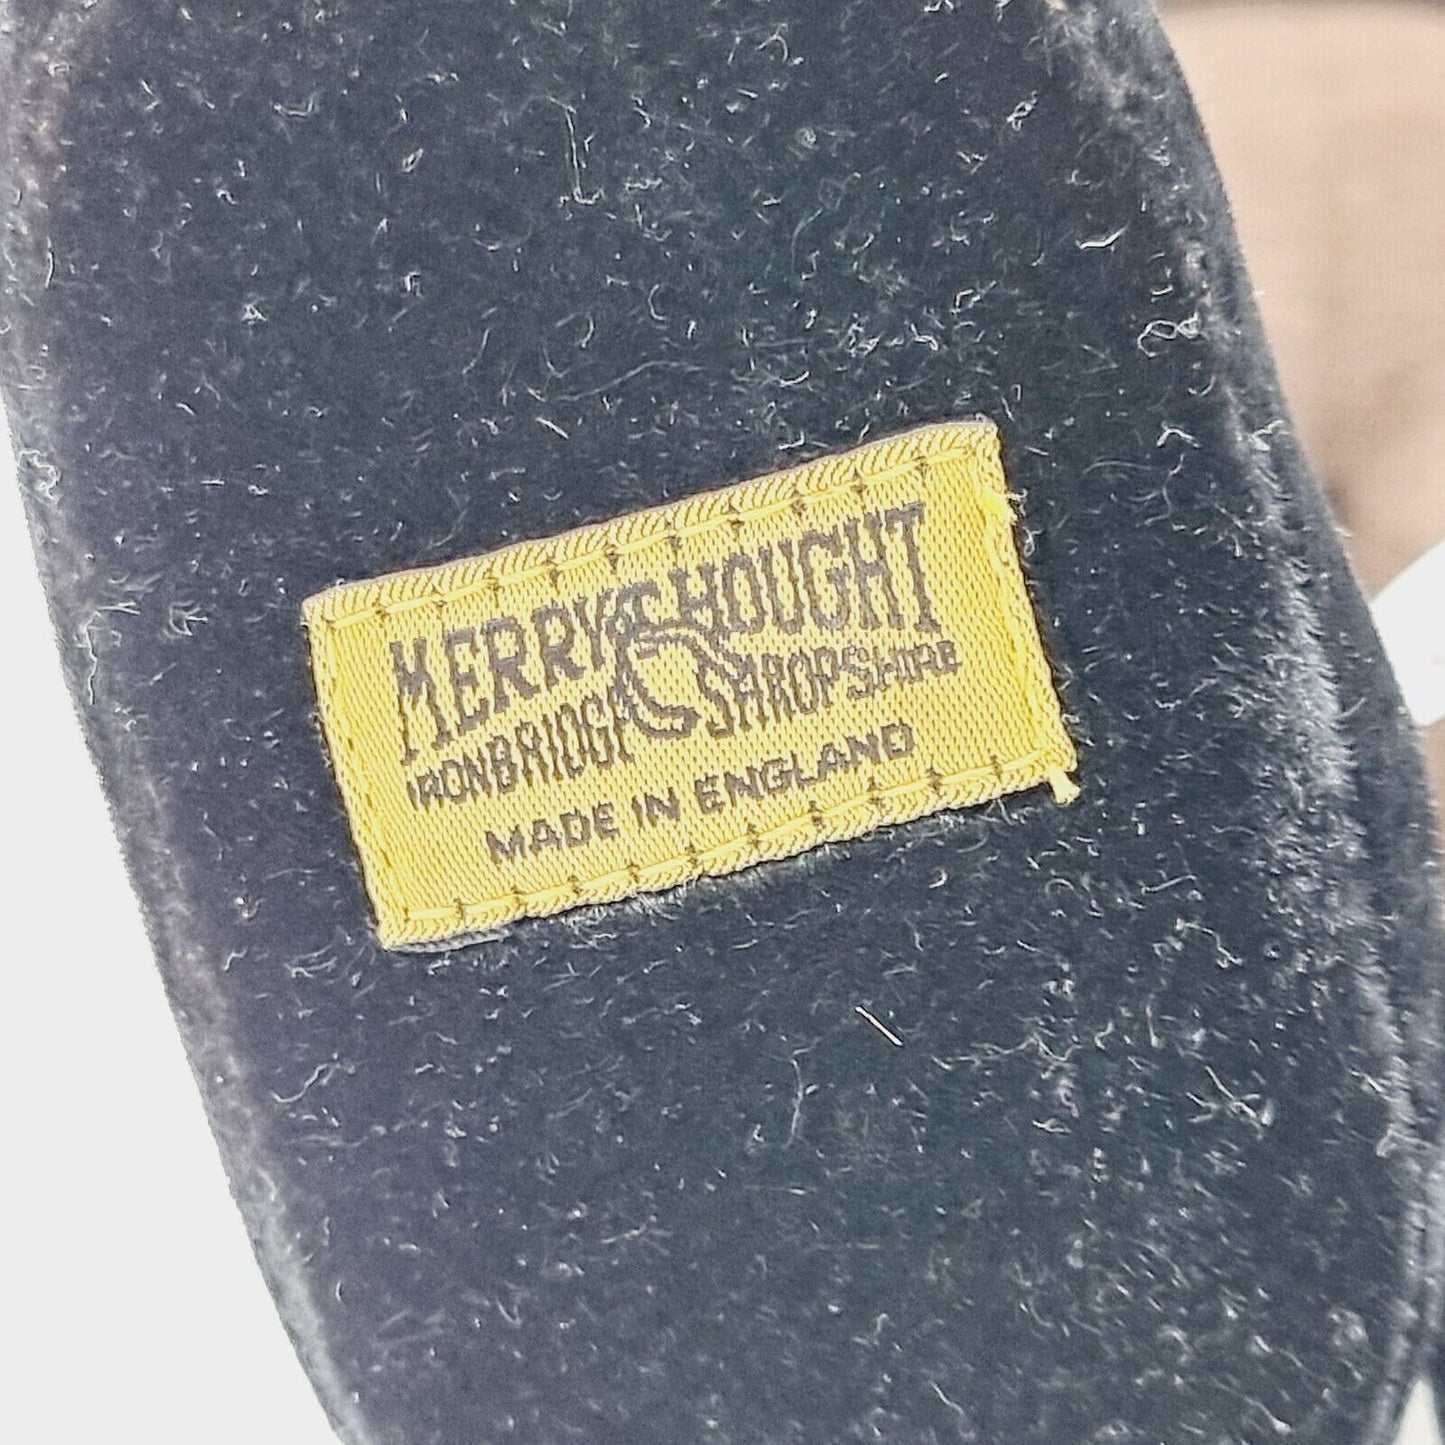 MERRYTHOUGHT
IRONBRIDGE SHROPSHIRE
MADE IN ENGLAND